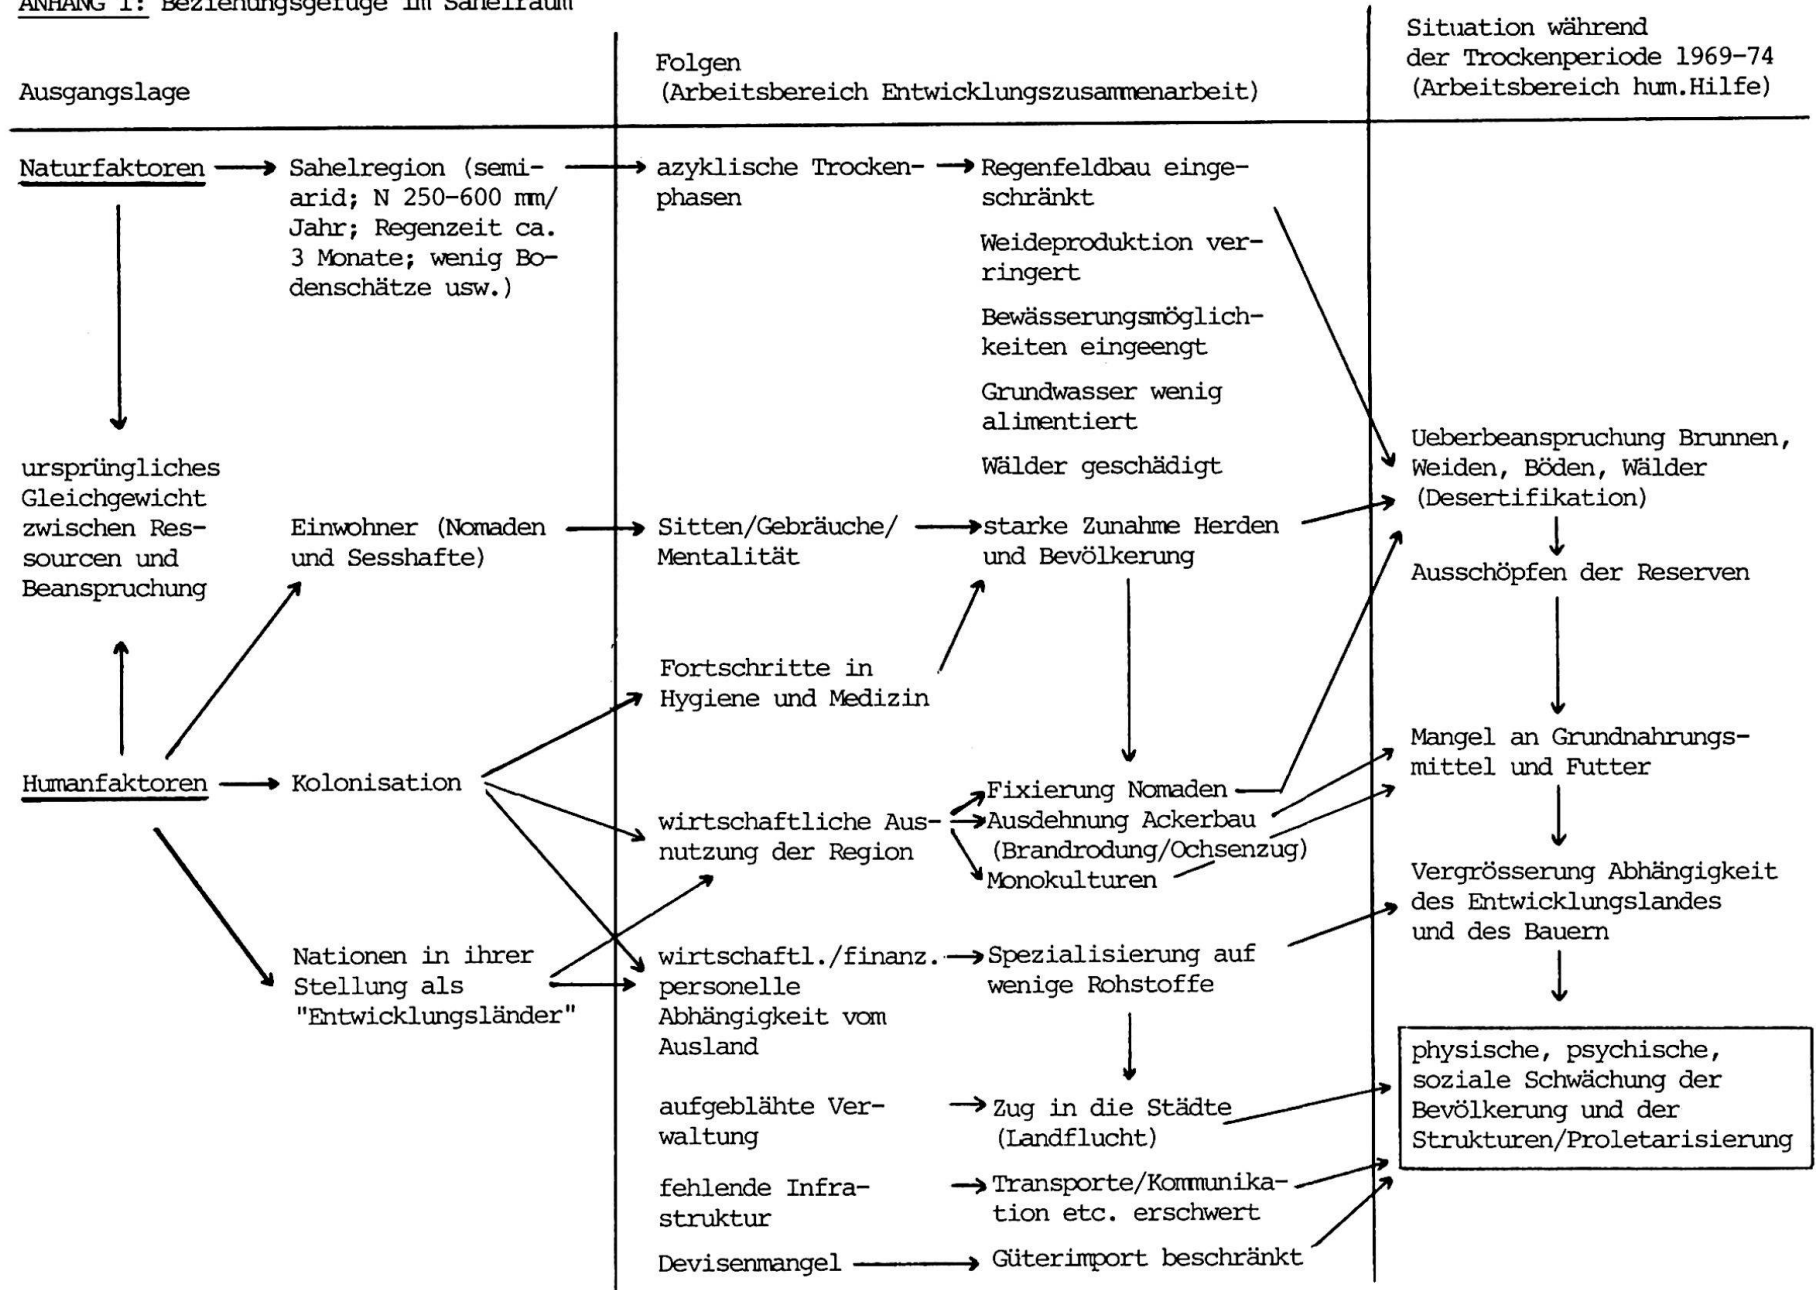 ANHANG 1: Beziehungsgefüge im Sahelraum
Ausgangslage
Folgen
(Arbeitsbereich Entwicklungszusammenarbeit)
Situation während
der Trockenperiode 1969-74
(Arbeitsbereich hum.Hilfe)
Naturfaktoren
Sahelregion (semi-
arid; N 250-600 mm/
Jahr; Regenzeit ca.
3 Monate; wenig Bo-
denschätze usw.)
azyklische Trocken-
phasen
Regenfeldbau einge-
schränkt
Weideproduktion ver-
ringert
Bewässerungsmöglich-
keiten eingeengt
Grundwasser wenig
alimentiert
Wälder geschädigt
Ueberbeanspruchung Brunnen,
Weiden, Böden, Wälder
(Desertifikation)
ursprüngliches
Gleichgewicht
zwischen Res-
sourcen und
Beanspruchung
Einwohner (Nomaden
und Sesshafte)
Sitten/Gebräuche/
Mentalität
starke Zunahme Herden
und Bevölkerung
Ausschöpfen der Reserven
Fortschritte in
Hygiene und Medizin
Mangel an Grundnahrungs-
mittel und Futter
Humanfaktoren
Kolonisation
wirtschaftliche Aus-
nutzung der Region
Fixierung Nomaden
Ausdehnung Ackerbau
(Brandrodung/Ochsenzug)
Monokulturen
Vergrösserung Abhängigkeit
des Entwicklungslandes
und des Bauern
Nationen in ihrer
Stellung als
"Entwicklungsländer"
wirtschaftl./finanz.
personelle
Abhängigkeit vom
Ausland
Spezialisierung auf
wenige Rohstoffe
physische, psychische,
soziale Schwächung der
Bevölkerung und der
Strukturen/Proletarisierung
aufgeblähte Ver-
waltung
Zug in die Städte
(Landflucht)
fehlende Infra-
struktur
Transporte/Kommunika-
tion etc. erschwert
Devisenmangel
Güterimport beschränkt